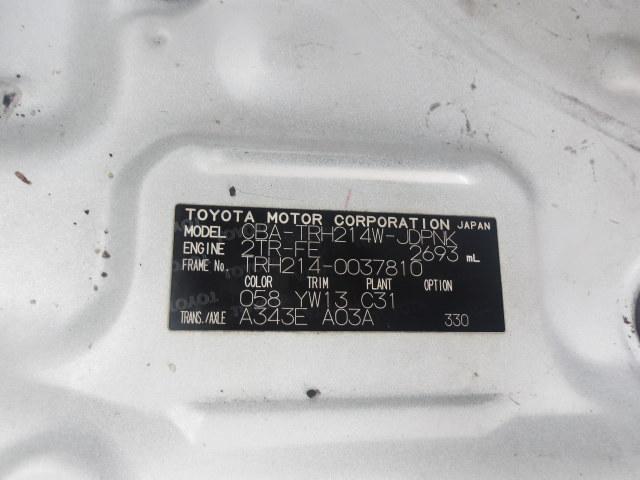 TOYOTA MOTOR CORPORATION JAPAN
MODEL CBA-TRH214W-JDPNK
ENGINE 2TR-FE 2693 mL
FRAME No. TRH214-0037810
COLOR TRIM PLANT OPTION
058 YW13 C31
TRANS./AXLE A343E A03A 330